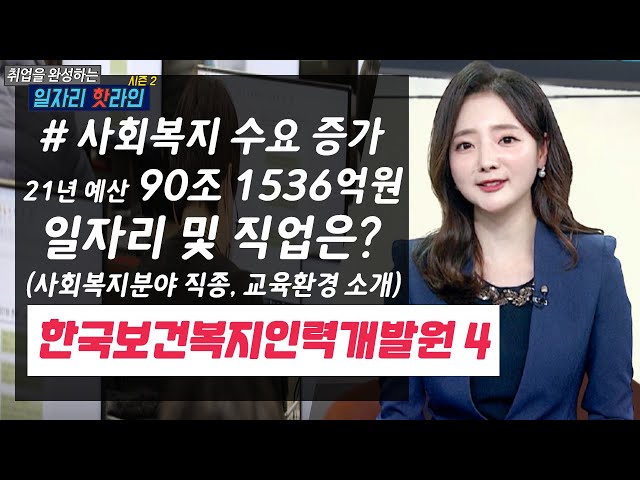 취업을 완성하는
시즌 2
일자리 핫라인
# 사회복지 수요 증가
21년 예산 90조 1536억원
일자리 및 직업은?
(사회복지분야 직종, 교육환경 소개)
한국보건복지인력개발원 4